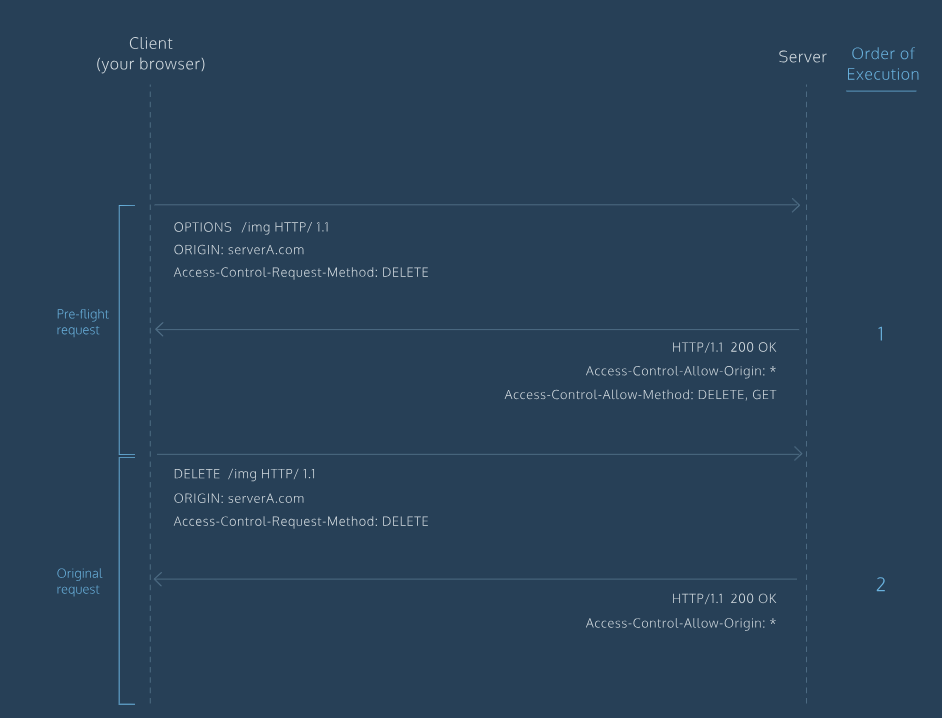 Client
(your browser)
Server
Order of
Execution
OPTIONS /img HTTP/ 1.1
ORIGIN: serverA.com
Access-Control-Request-Method: DELETE
Pre-flight
request
1
HTTP/1.1 200 OK
Access-Control-Allow-Origin: *
Access-Control-Allow-Method: DELETE, GET
DELETE /img HTTP/ 1.1
ORIGIN: serverA.com
Access-Control-Request-Method: DELETE
Original
request
2
HTTP/1.1 200 OK
Access-Control-Allow-Origin: *